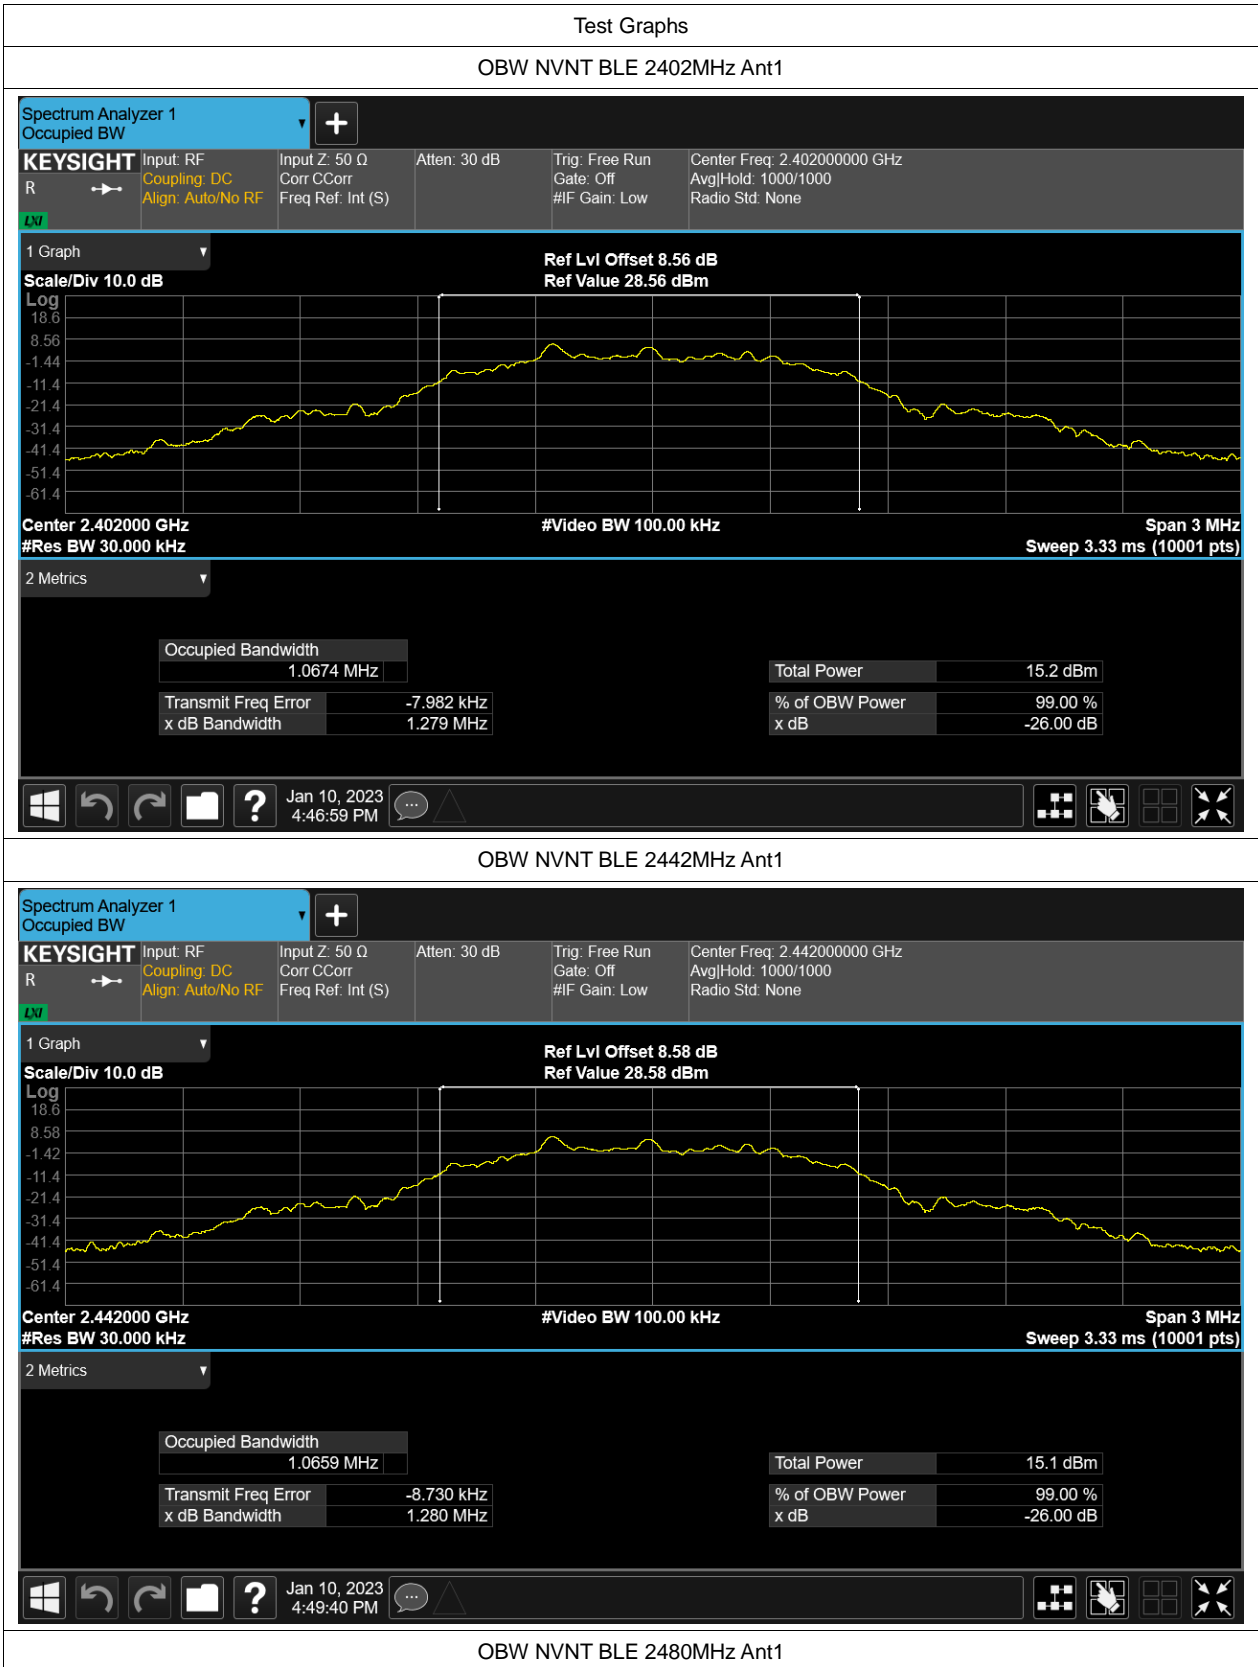 Test Graphs
OBW NVNT BLE 2402MHz Ant1
Spectrum Analyzer 1
Occupied BW
KEYSIGHT Input: RF Input Z: 50 Ω Atten: 30 dB Trig: Free Run Center Freq: 2.402000000 GHz
R Coupling: DC Corr CCorr Gate: Off Avg|Hold: 1000/1000
Align: Auto/No RF Freq Ref: Int (S) #IF Gain: Low Radio Std: None
LXI
1 Graph
Ref Lvl Offset 8.56 dB
Scale/Div 10.0 dB Ref Value 28.56 dBm
Log
18.6
8.56
-1.44
-11.4
-21.4
-31.4
-41.4
-51.4
-61.4
Center 2.402000 GHz #Video BW 100.00 kHz Span 3 MHz
#Res BW 30.000 kHz Sweep 3.33 ms (10001 pts)
2 Metrics
Occupied Bandwidth
1.0674 MHz Total Power 15.2 dBm
Transmit Freq Error -7.982 kHz % of OBW Power 99.00 %
x dB Bandwidth 1.279 MHz x dB -26.00 dB
Jan 10, 2023
4:46:59 PM
OBW NVNT BLE 2442MHz Ant1
Spectrum Analyzer 1
Occupied BW
KEYSIGHT Input: RF Input Z: 50 Ω Atten: 30 dB Trig: Free Run Center Freq: 2.442000000 GHz
R Coupling: DC Corr CCorr Gate: Off Avg|Hold: 1000/1000
Align: Auto/No RF Freq Ref: Int (S) #IF Gain: Low Radio Std: None
LXI
1 Graph
Ref Lvl Offset 8.58 dB
Scale/Div 10.0 dB Ref Value 28.58 dBm
Log
18.6
8.58
-1.42
-11.4
-21.4
-31.4
-41.4
-51.4
-61.4
Center 2.442000 GHz #Video BW 100.00 kHz Span 3 MHz
#Res BW 30.000 kHz Sweep 3.33 ms (10001 pts)
2 Metrics
Occupied Bandwidth
1.0659 MHz Total Power 15.1 dBm
Transmit Freq Error -8.730 kHz % of OBW Power 99.00 %
x dB Bandwidth 1.280 MHz x dB -26.00 dB
Jan 10, 2023
4:49:40 PM
OBW NVNT BLE 2480MHz Ant1